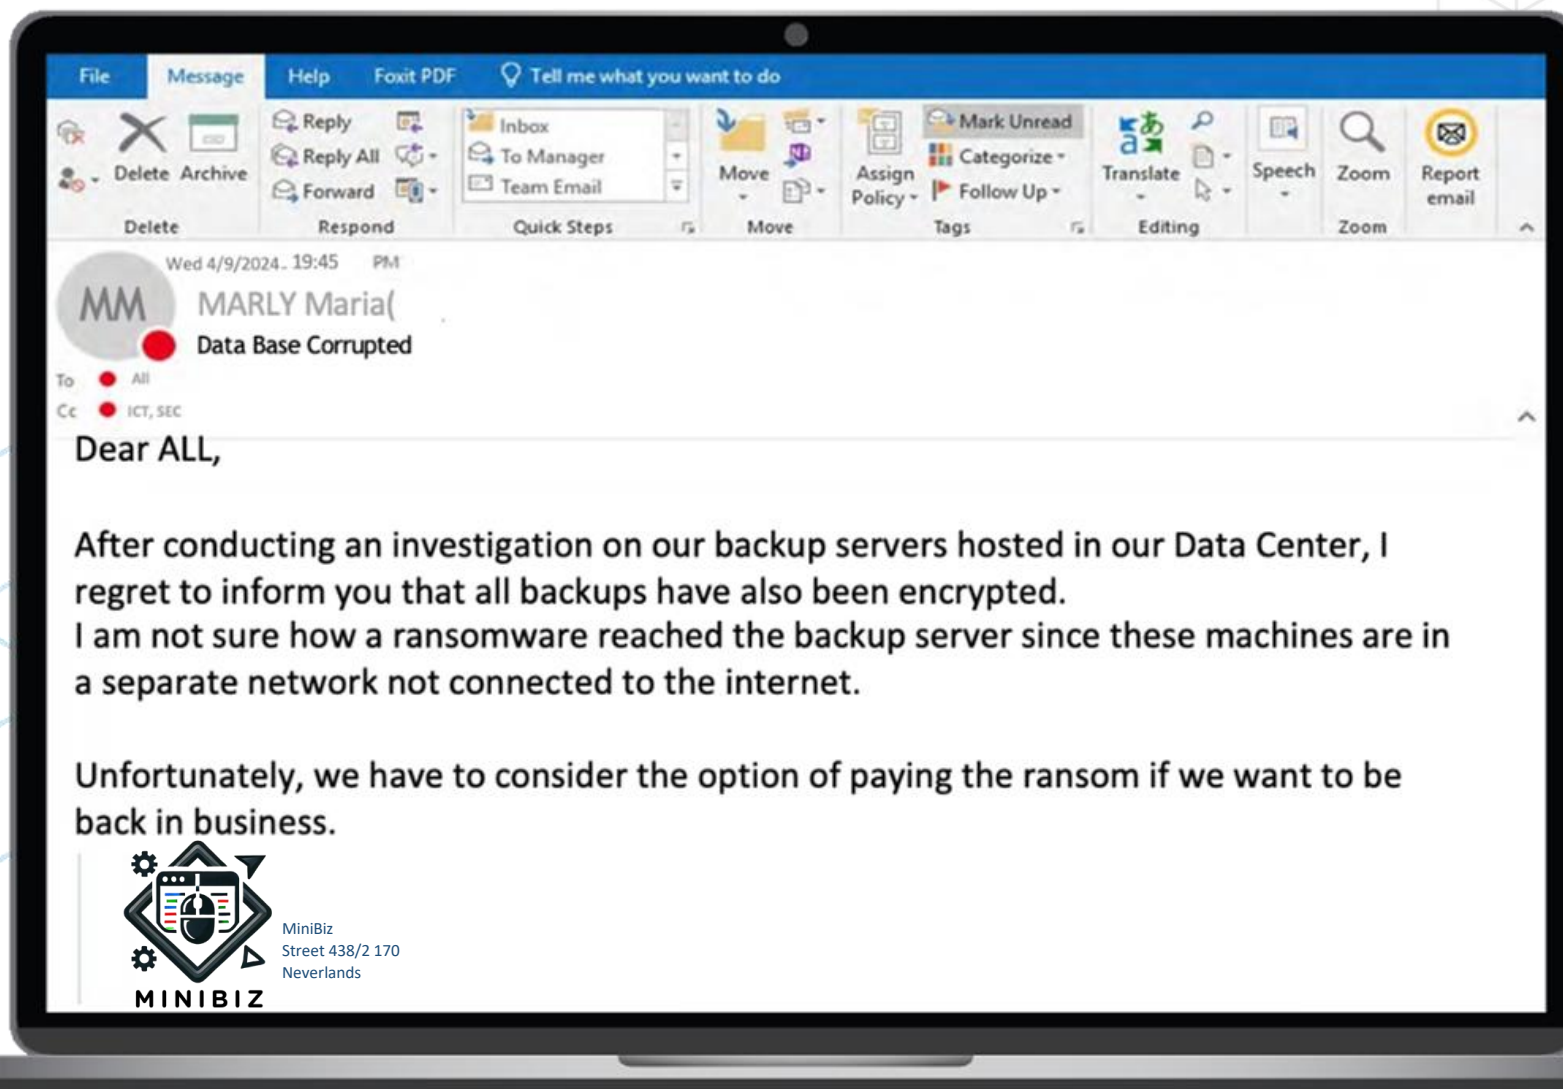 File Message Help Foxit PDF Tell me what you want to do
Delete Archive
Reply
Reply All
Forward
Inbox
To Manager
Team Email
Move
Assign Policy
Mark Unread
Categorize
Follow Up
Translate
Speech
Zoom
Report email
Delete Respond Quick Steps Move Tags Editing Zoom
Wed 4/9/2024. 19:45 PM
MM
MARLY Maria(
Data Base Corrupted
To All
Cc ICT, SEC
Dear ALL,
After conducting an investigation on our backup servers hosted in our Data Center, I
regret to inform you that all backups have also been encrypted.
I am not sure how a ransomware reached the backup server since these machines are in
a separate network not connected to the internet.
Unfortunately, we have to consider the option of paying the ransom if we want to be
back in business.
MiniBiz
Street 438/2 170
Neverlands
MINIBIZ